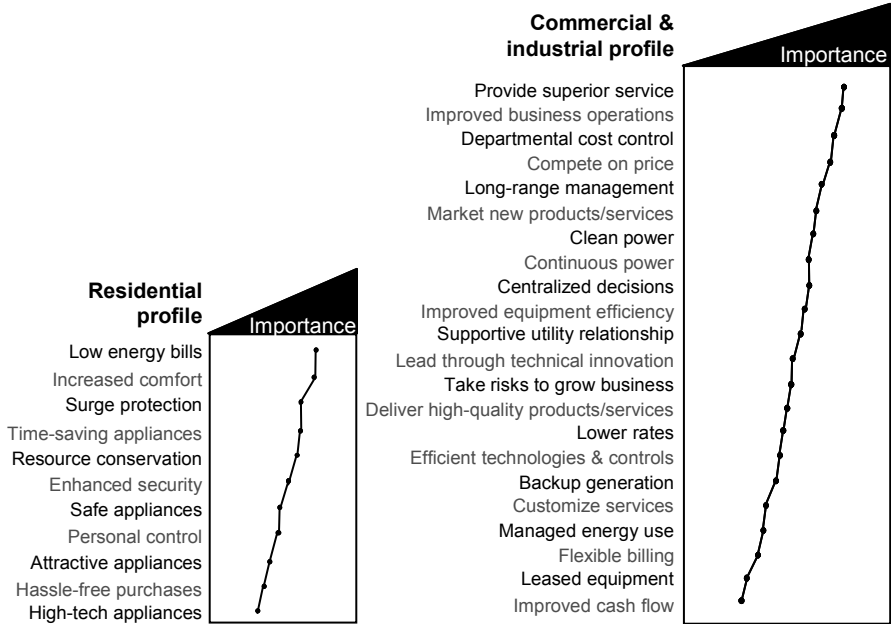 Commercial &
industrial profile
Importance
Provide superior service
Improved business operations
Departmental cost control
Compete on price
Long-range management
Market new products/services
Clean power
Continuous power
Centralized decisions
Improved equipment efficiency
Supportive utility relationship
Lead through technical innovation
Take risks to grow business
Deliver high-quality products/services
Lower rates
Efficient technologies & controls
Backup generation
Customize services
Managed energy use
Flexible billing
Leased equipment
Improved cash flow
Residential
profile
Importance
Low energy bills
Increased comfort
Surge protection
Time-saving appliances
Resource conservation
Enhanced security
Safe appliances
Personal control
Attractive appliances
Hassle-free purchases
High-tech appliances